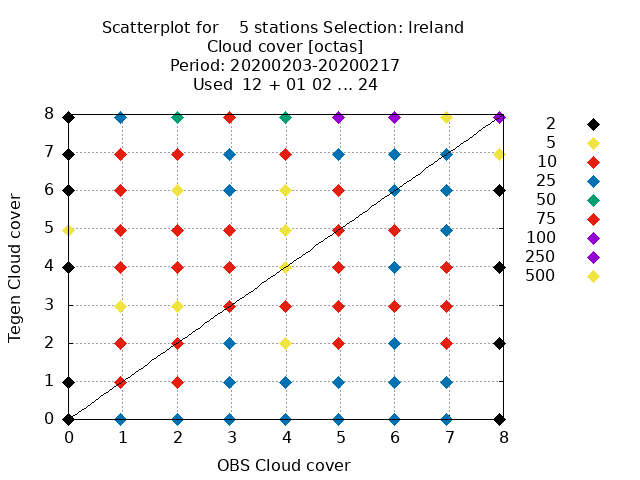 Scatterplot for 5 stations Selection: Ireland
Cloud cover [octas]
Period: 20200203-20200217
Used 12 + 01 02 ... 24
8
7
6
5
4
3
2
1
0
Tegen Cloud cover
0 1 2 3 4 5 6 7 8
OBS Cloud cover
2
5
10
25
50
75
100
250
500